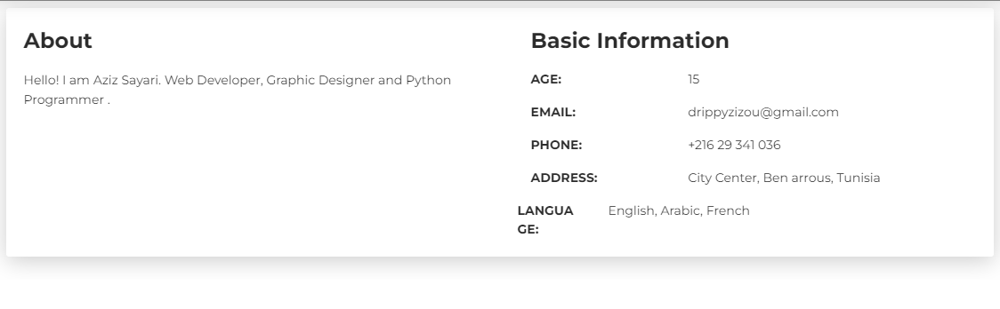 About
Hello! I am Aziz Sayari. Web Developer, Graphic Designer and Python
Programmer .
Basic Information
AGE: 15
EMAIL: drippyzizou@gmail.com
PHONE: +216 29 341 036
ADDRESS: City Center, Ben arrous, Tunisia
LANGUA English, Arabic, French
GE: